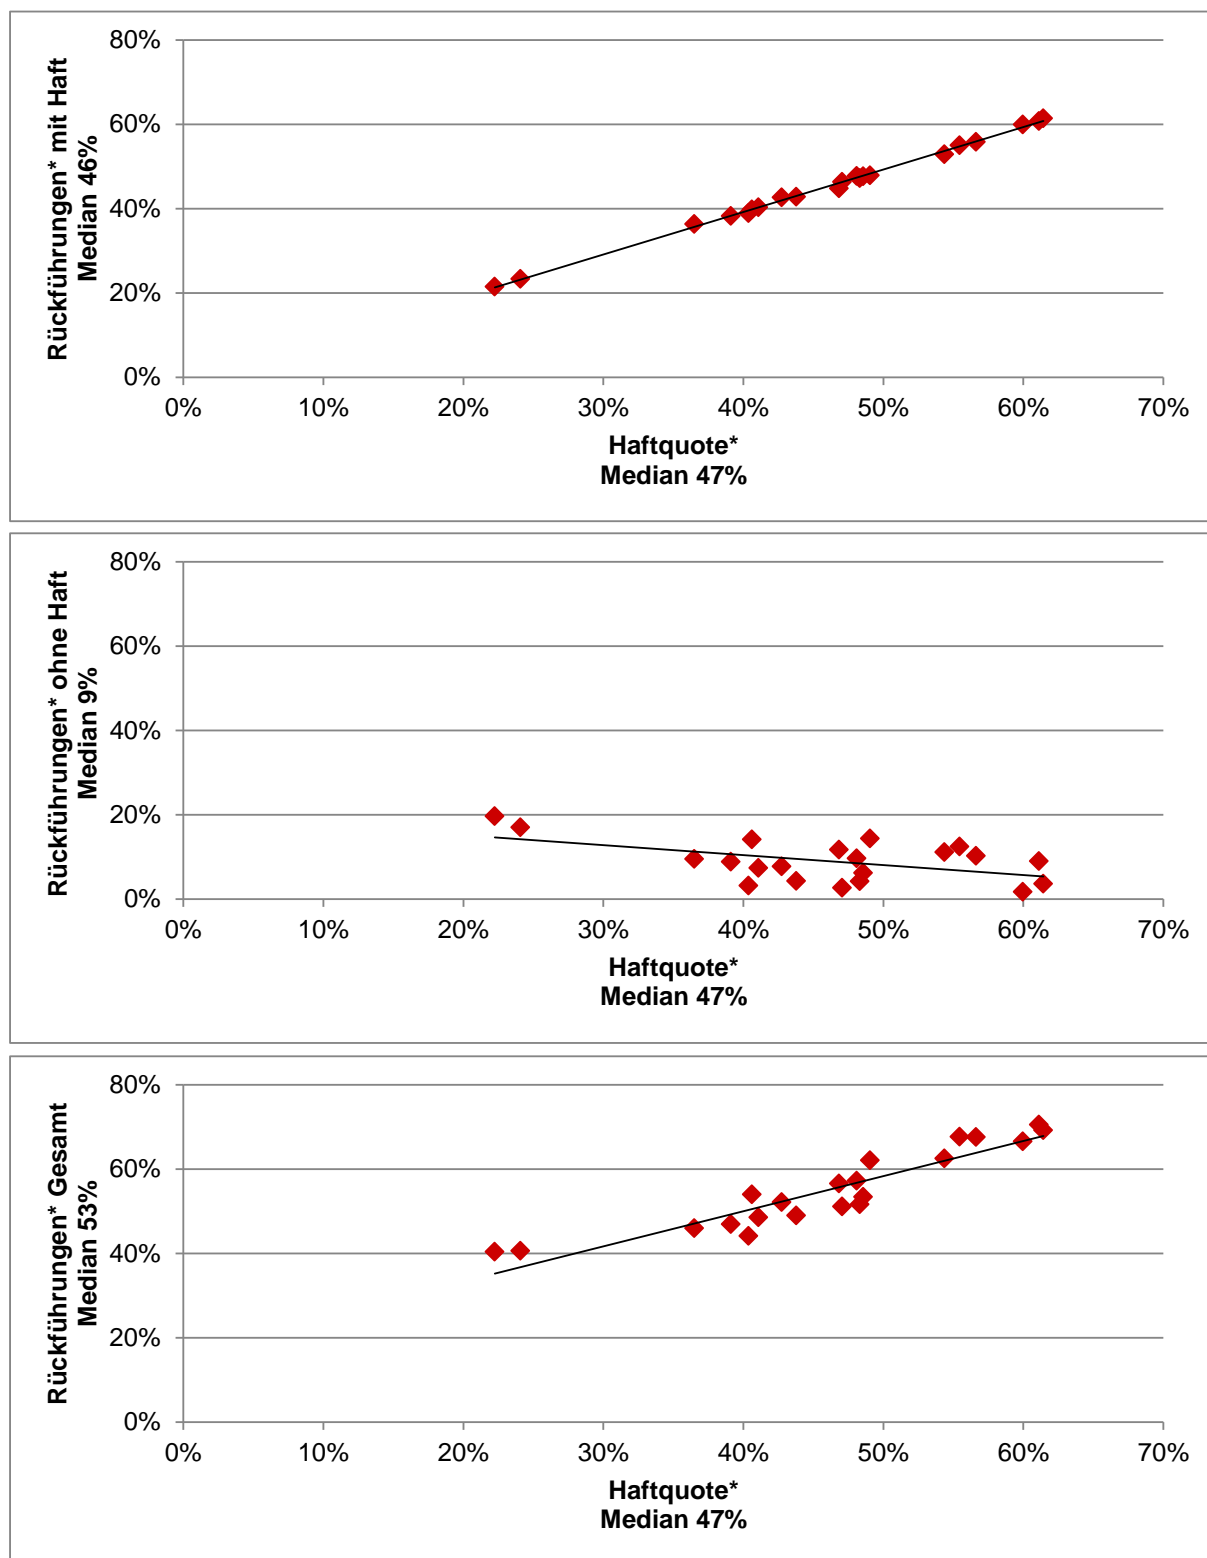 Rückführungen* mit Haft
Median 46%
80%
60%
40%
20%
0%
0% 10% 20% 30% 40% 50% 60% 70%
Haftquote*
Median 47%
Rückführungen* ohne Haft
Median 9%
80%
60%
40%
20%
0%
0% 10% 20% 30% 40% 50% 60% 70%
Haftquote*
Median 47%
Rückführungen* Gesamt
Median 53%
80%
60%
40%
20%
0%
0% 10% 20% 30% 40% 50% 60% 70%
Haftquote*
Median 47%